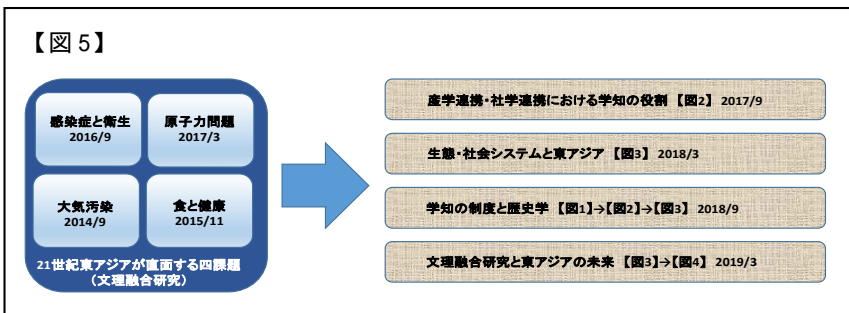 【図5】
感染症と衛生
2016/9
原子力問題
2017/3
大気汚染
2014/9
食と健康
2015/11
21世紀東アジアが直面する四課題
（文理融合研究）
産学連携・社学連携における学知の役割 【図2】 2017/9
生態・社会システムと東アジア 【図3】 2018/3
学知の制度と歴史学 【図1】→【図2】→【図3】 2018/9
文理融合研究と東アジアの未来 【図3】→【図4】 2019/3